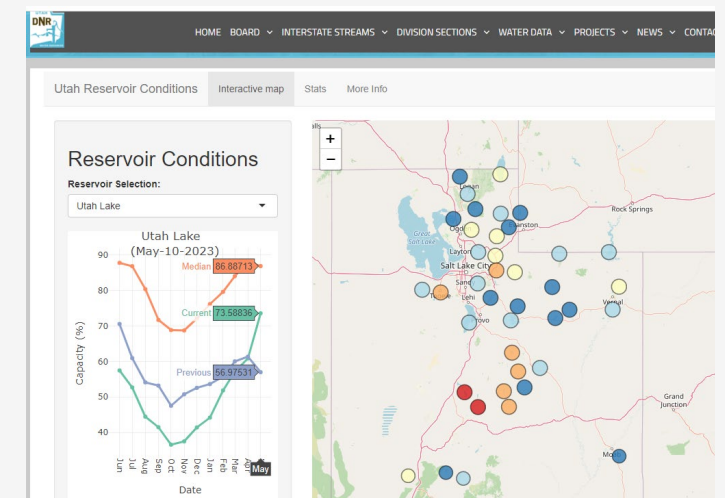 DNR
HOME BOARD INTERSTATE STREAMS DIVISION SECTIONS WATER DATA PROJECTS NEWS CONTAC
Utah Reservoir Conditions Interactive map Stats More Info
+
−
Reservoir Conditions
Reservoir Selection:
Utah Lake
Utah Lake
(May-10-2023)
Capacity (%)
90
80
70
60
50
40
Median 86.88713
Current 73.58836
Previous 56.97531
Jun Jul Aug Sep Oct Nov Dec Jan Feb Mar Apr May
Date
Logan
Rock Springs
Evanston
Great
Salt Lake
Layton
Salt Lake City
Lehi
Vernal
Provo
Grand
Junction